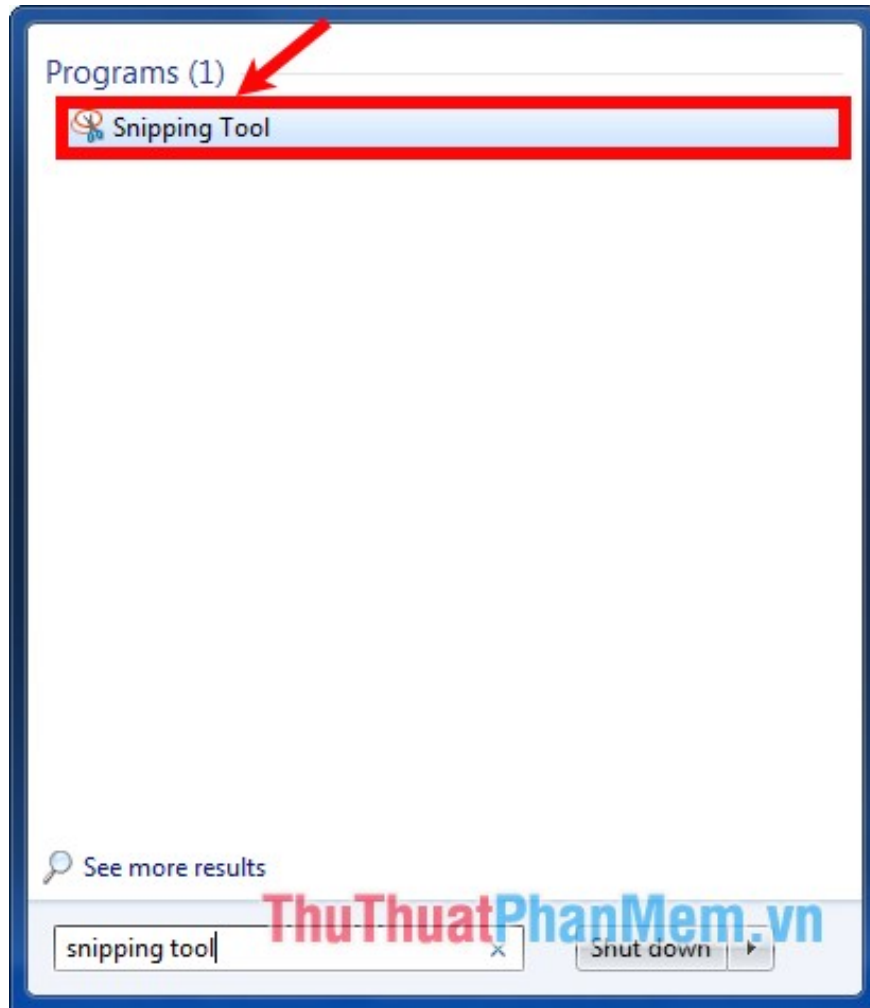 Programs (1)
Snipping Tool
See more results
ThuThuatPhanMem.vn
snipping tool
Shut down